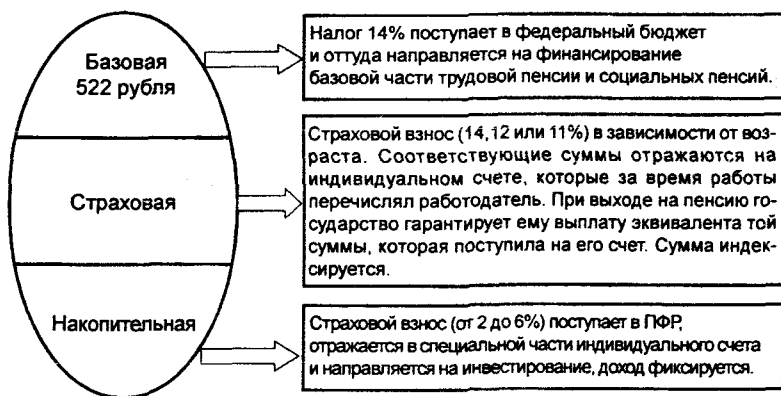 Базовая
522 рубля
Налог 14% поступает в федеральный бюджет
и оттуда направляется на финансирование
базовой части трудовой пенсии и социальных пенсий.
Страховая
Страховой взнос (14,12 или 11%) в зависимости от воз-
раста. Соответствующие суммы отражаются на
индивидуальном счете, которые за время работы
перечислял работодатель. При выходе на пенсию го-
сударство гарантирует ему выплату эквивалента той
суммы, которая поступила на его счет. Сумма индек-
сируется.
Накопительная
Страховой взнос (от 2 до 6%) поступает в ПФР,
отражается в специальной части индивидуального счета
и направляется на инвестирование, доход фиксируется.